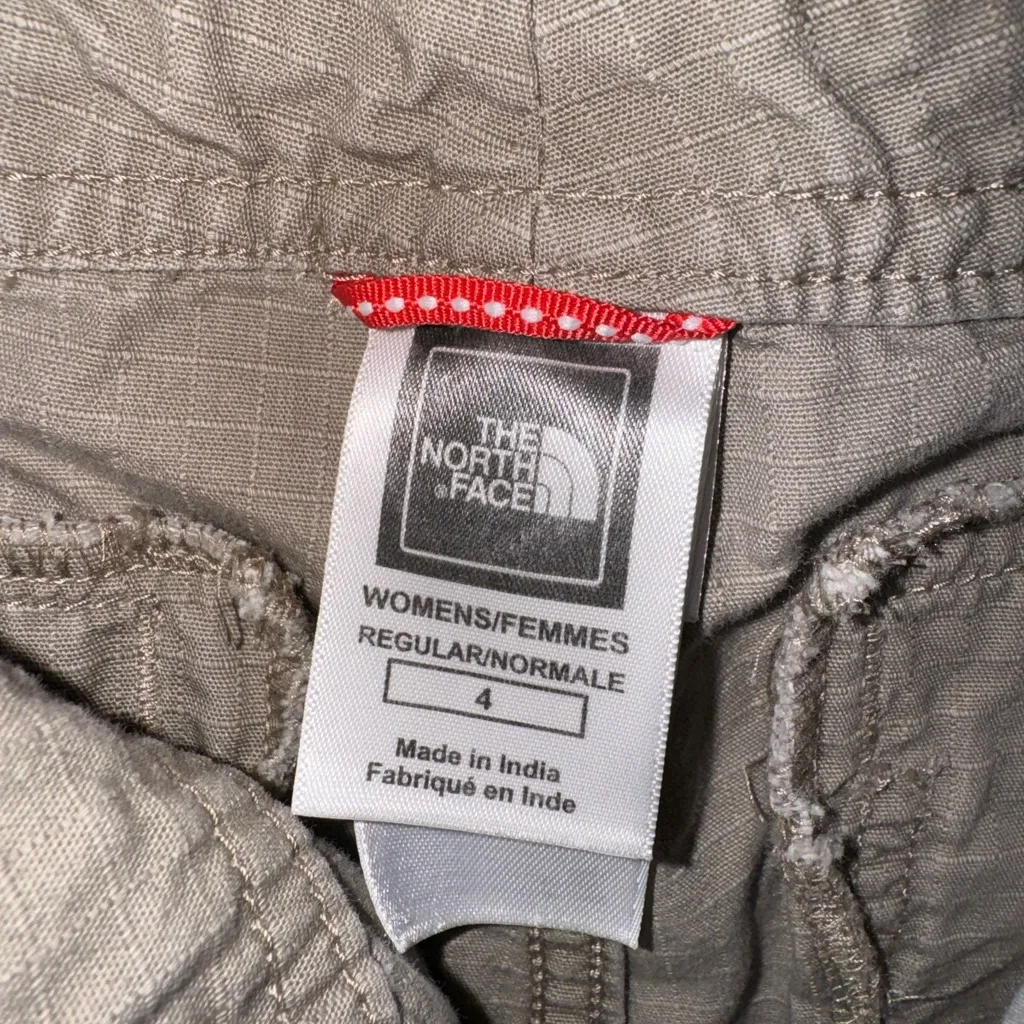 THE
NORTH
®FACE
WOMENS/FEMMES
REGULAR/NORMALE
4
Made in India
Fabriqué en Inde